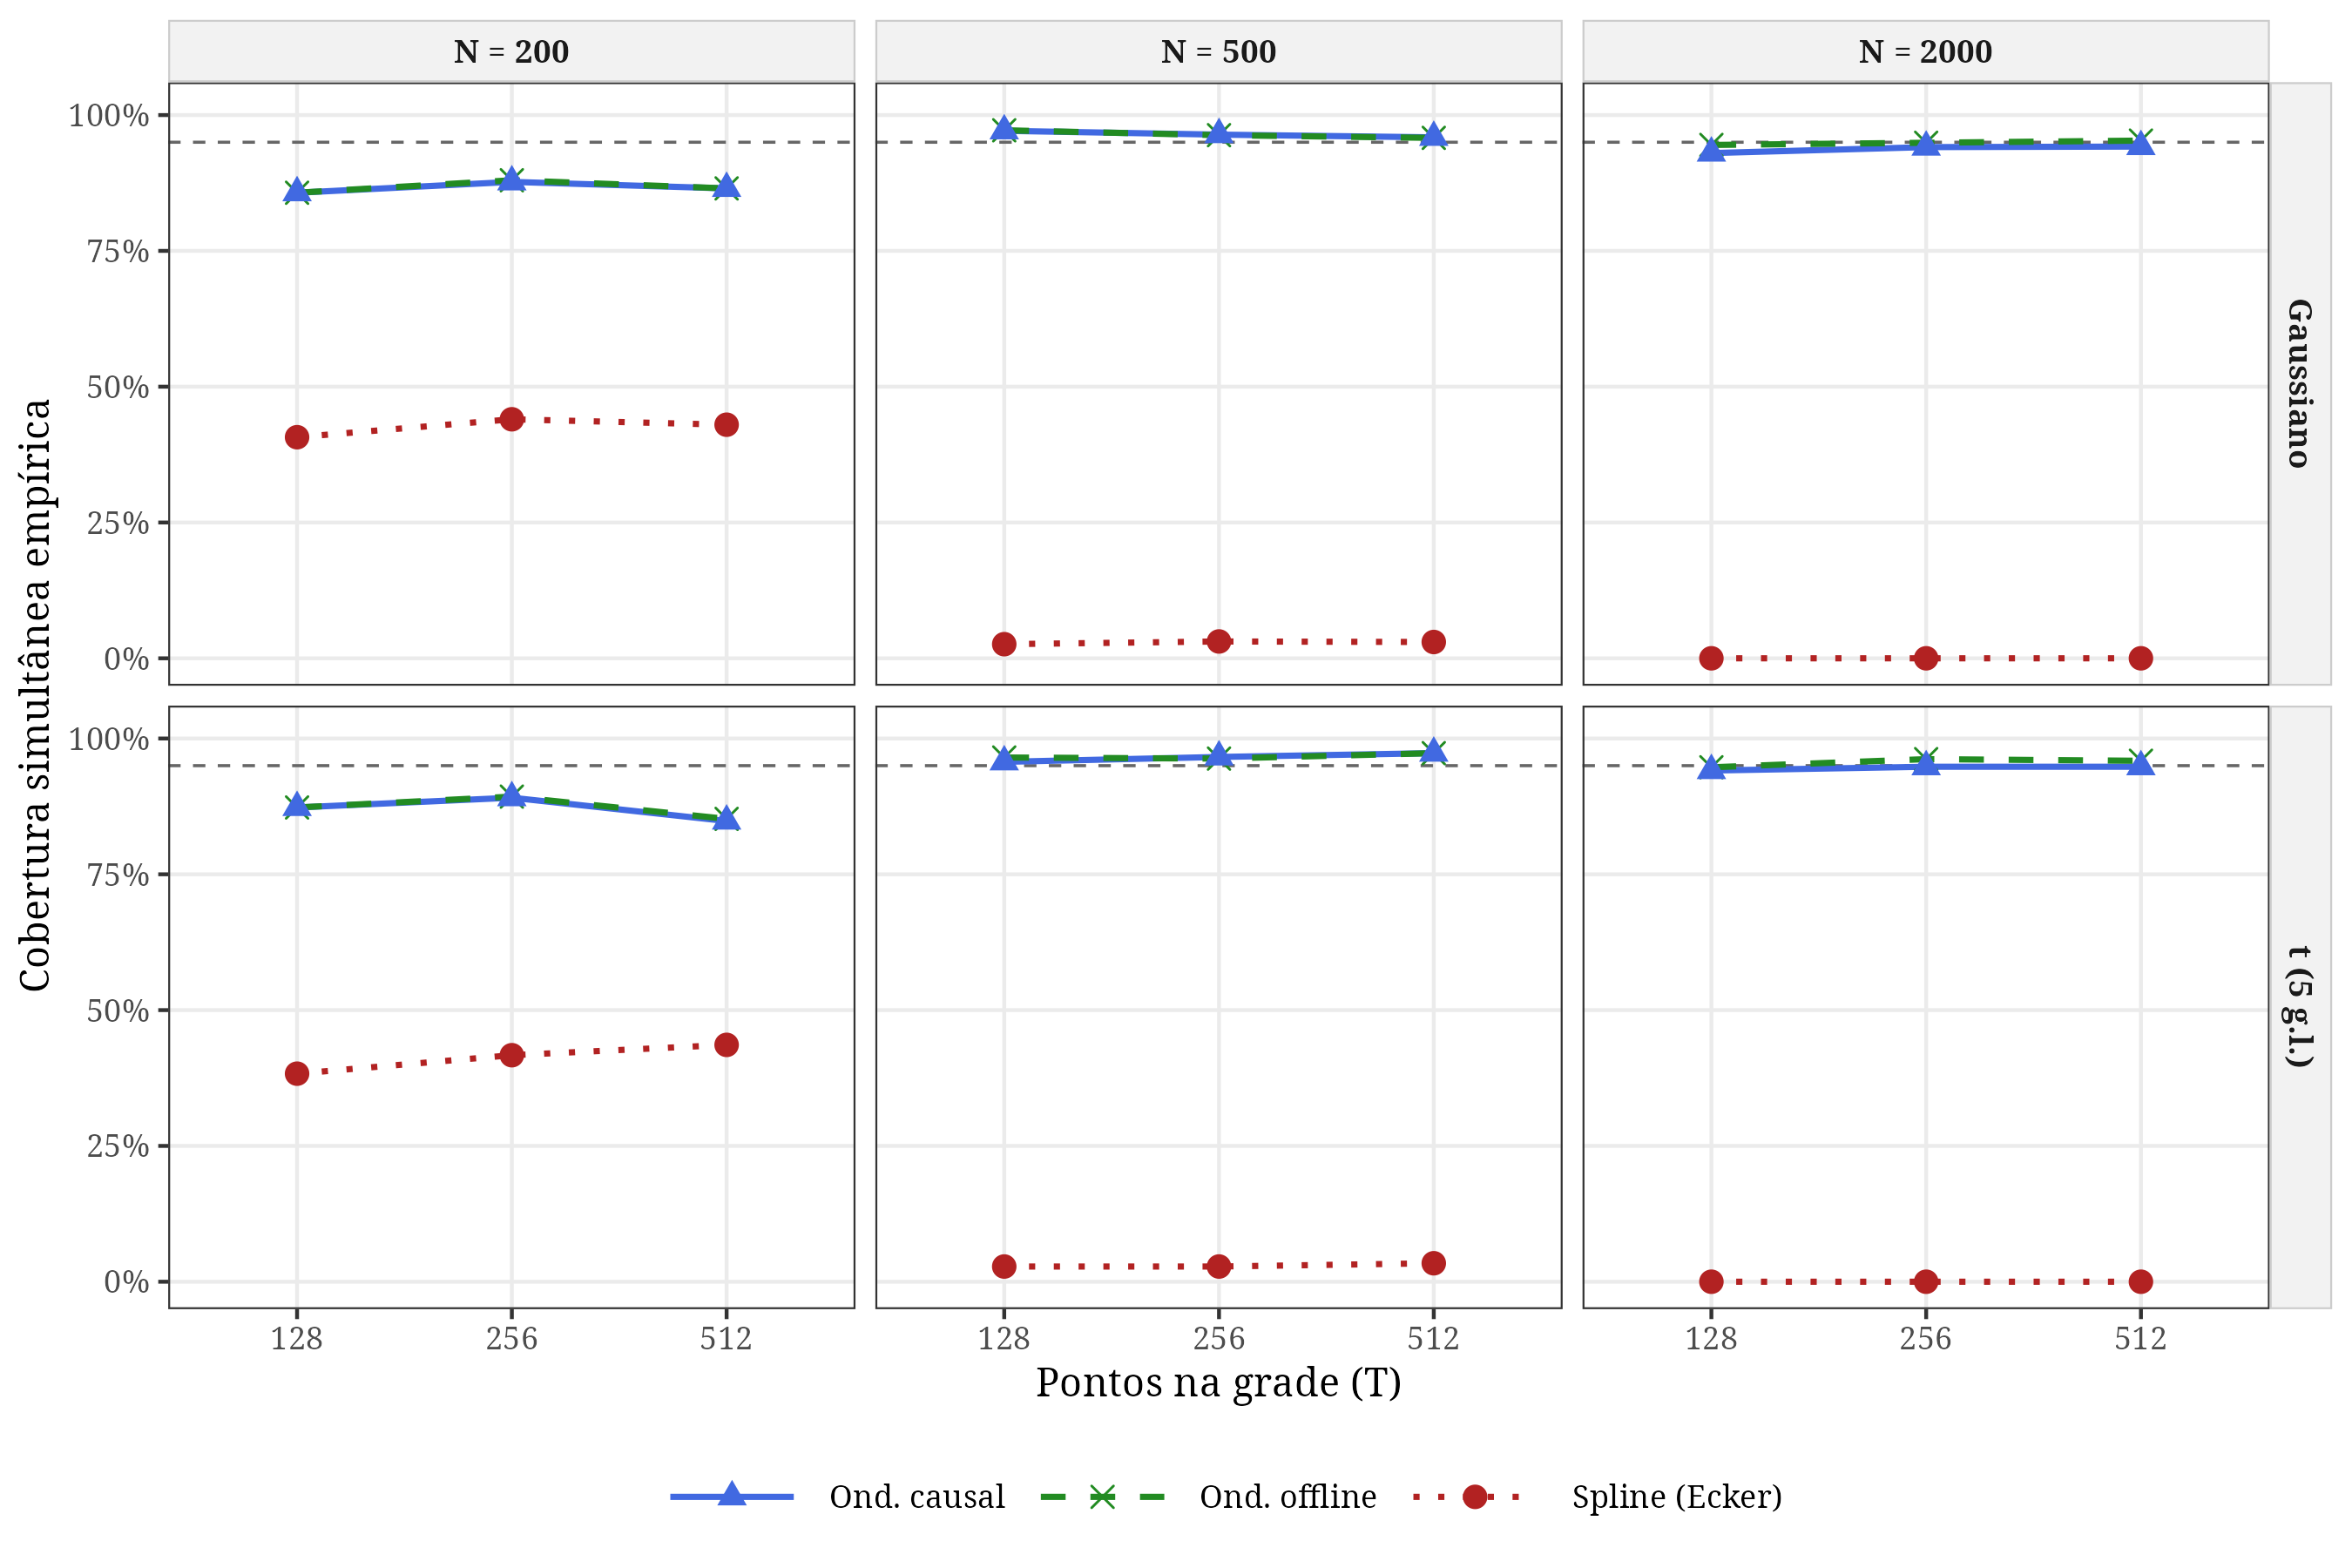 N = 200
N = 500
N = 2000
Cobertura simultânea empírica
100%
75%
50%
25%
0%
Gaussiano
100%
75%
50%
25%
0%
t (5 g.l.)
128
256
512
128
256
512
128
256
512
Pontos na grade (T)
Ond. causal
Ond. offline
Spline (Ecker)